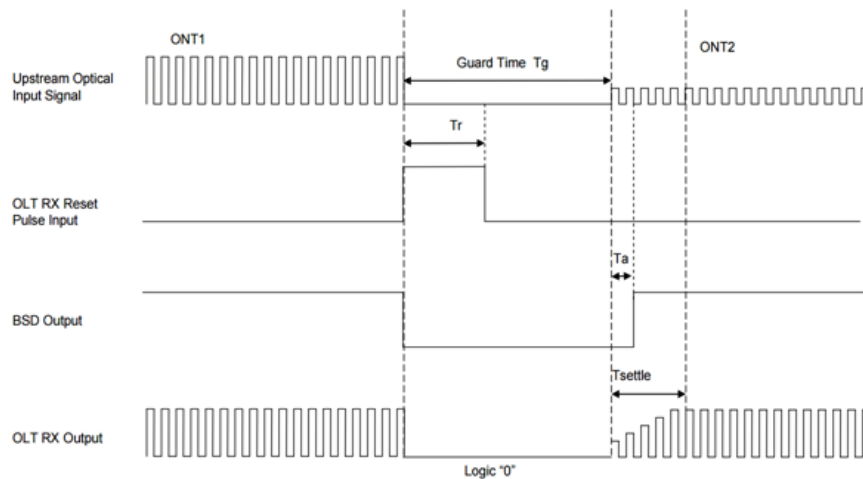 ONT1
ONT2
Guard Time Tg
Upstream Optical
Input Signal
Tr
OLT RX Reset
Pulse Input
Ta
BSD Output
Tsettle
OLT RX Output
Logic “0”